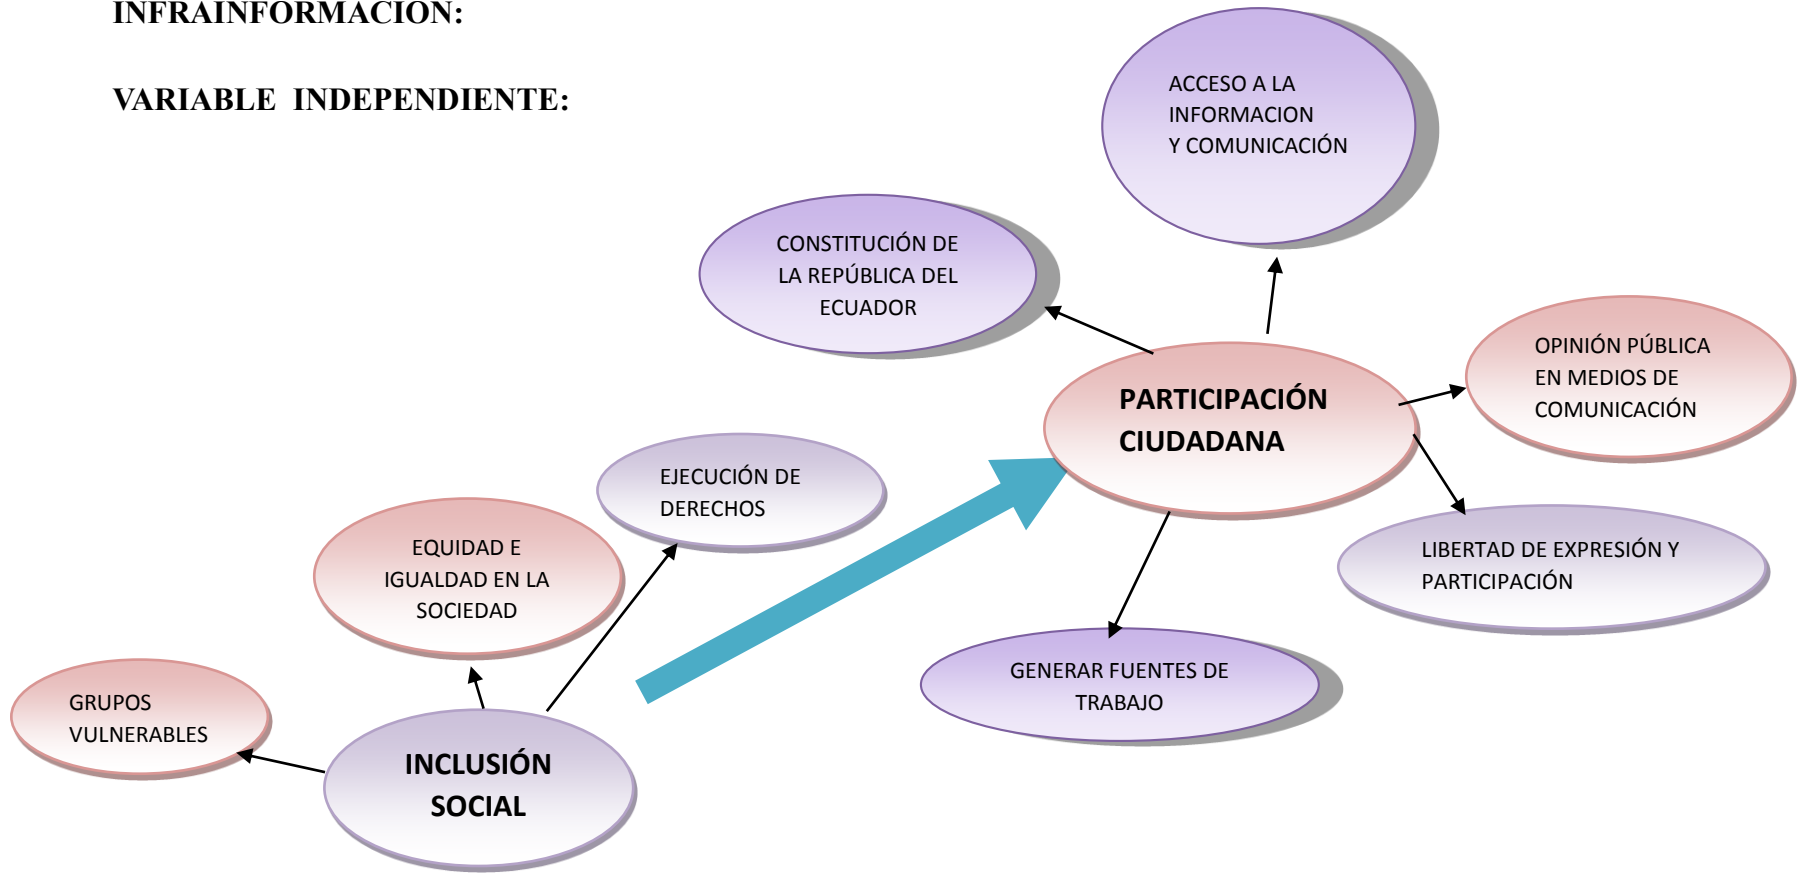 INFRAINFORMACIÓN:
VARIABLE INDEPENDIENTE:
ACCESO A LA
INFORMACION
Y COMUNICACIÓN
CONSTITUCIÓN DE
LA REPÚBLICA DEL
ECUADOR
OPINIÓN PÚBLICA
EN MEDIOS DE
COMUNICACIÓN
PARTICIPACIÓN
CIUDADANA
EJECUCIÓN DE
DERECHOS
EQUIDAD E
IGUALDAD EN LA
SOCIEDAD
LIBERTAD DE EXPRESIÓN Y
PARTICIPACIÓN
GENERAR FUENTES DE
TRABAJO
GRUPOS
VULNERABLES
INCLUSIÓN
SOCIAL